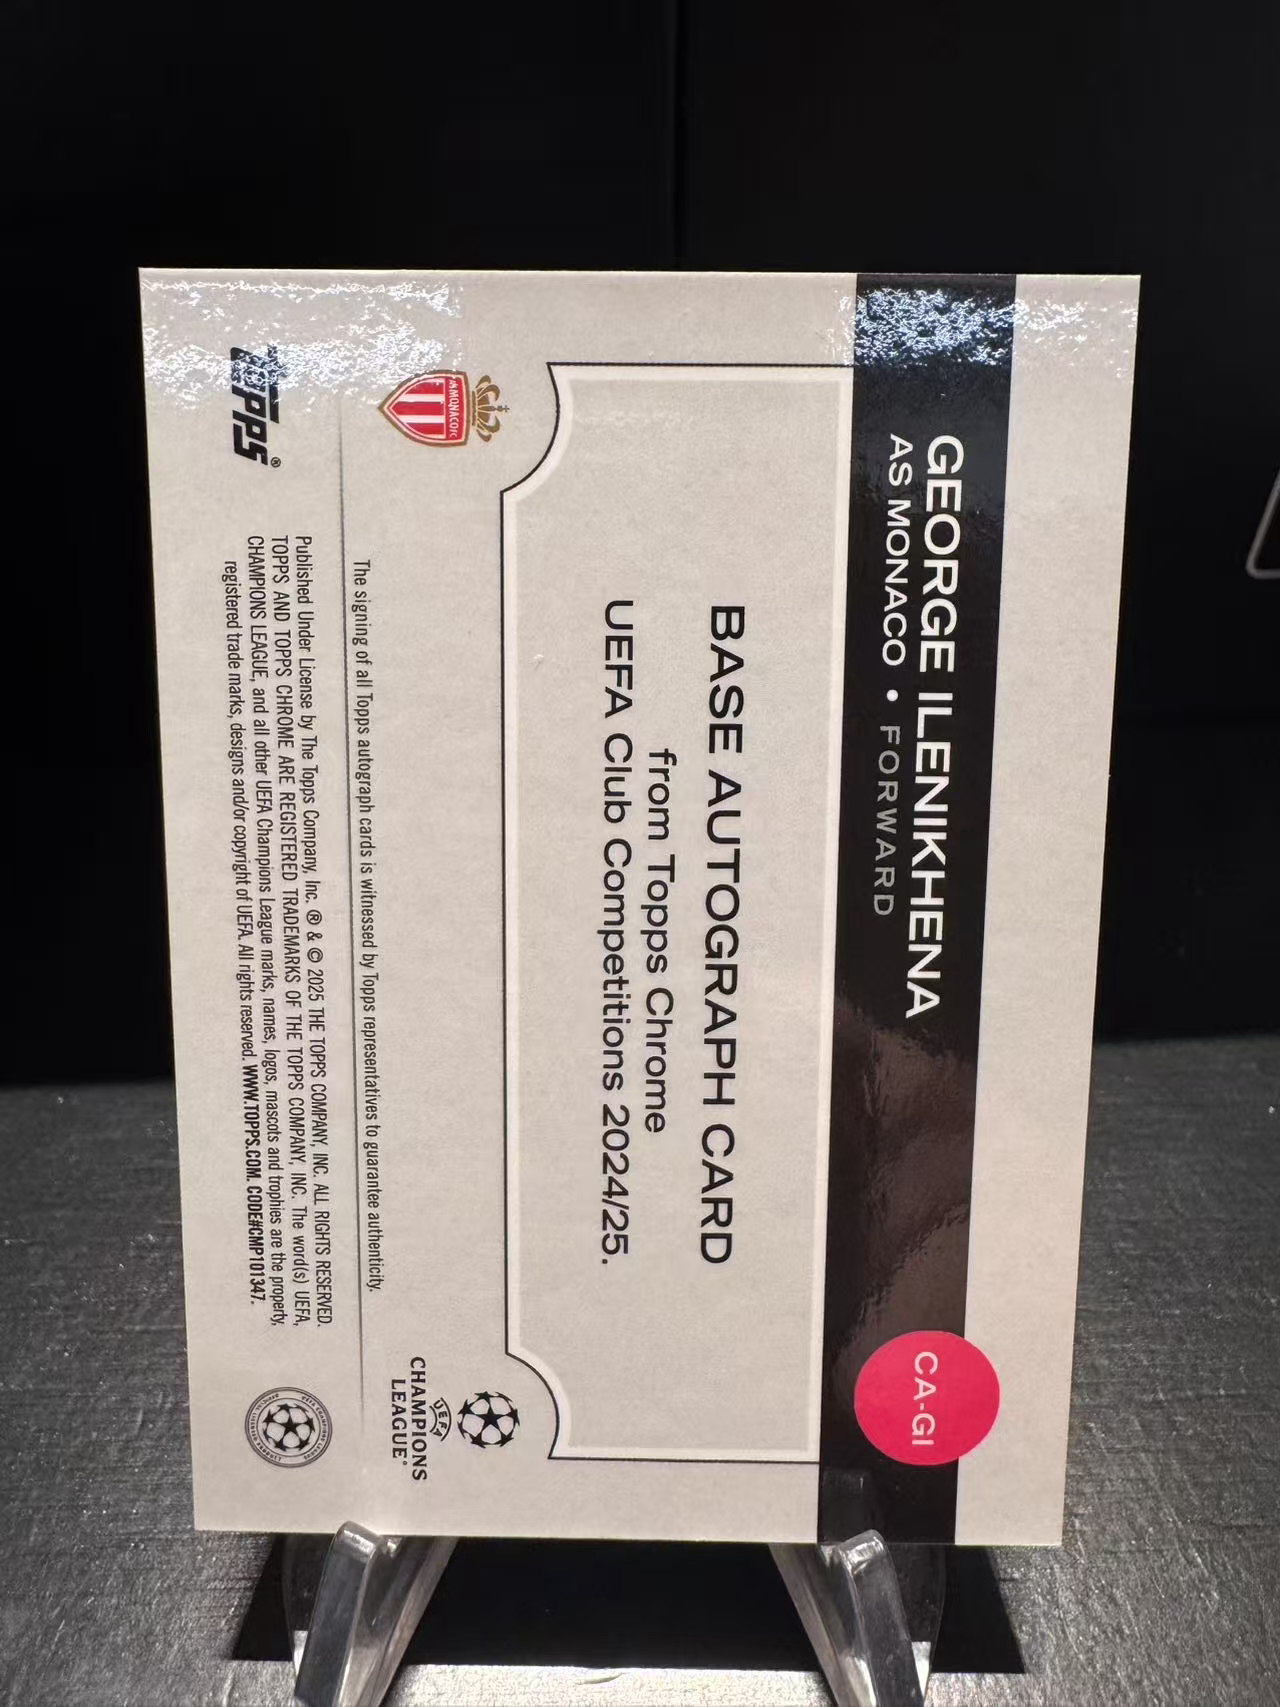 GEORGE ILENIKHENA
AS MONACO • FORWARD
CA-GI
BASE AUTOGRAPH CARD
from Topps Chrome
UEFA Club Competitions 2024/25.
AS MONACO FC
UEFA
CHAMPIONS
LEAGUE®
The signing of all Topps autograph cards is witnessed by Topps representatives to guarantee authenticity.
Topps®
Published Under License by The Topps Company, Inc. ® & © 2025 THE TOPPS COMPANY, INC. ALL RIGHTS RESERVED.
TOPPS AND TOPPS CHROME ARE REGISTERED TRADEMARKS OF THE TOPPS COMPANY, INC. The word(s) UEFA,
CHAMPIONS LEAGUE, and all other UEFA Champions League marks, names, logos, mascots and trophies are the property,
registered trade marks, designs and/or copyright of UEFA. All rights reserved. WWW.TOPPS.COM. CODE#CMP101347.